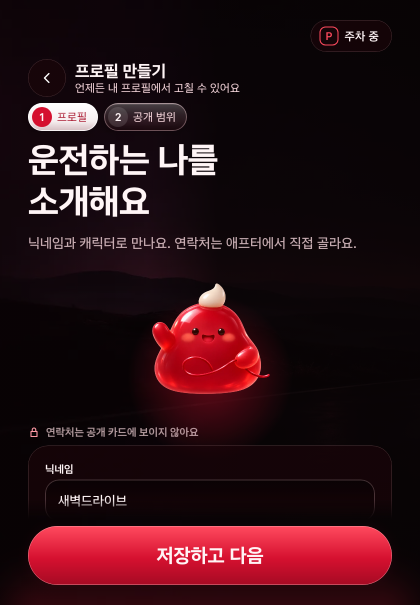 P 주차 중
프로필 만들기
언제든 내 프로필에서 고칠 수 있어요
1 프로필
2 공개 범위
운전하는 나를
소개해요
닉네임과 캐릭터로 만나요. 연락처는 애프터에서 직접 골라요.
연락처는 공개 카드에 보이지 않아요
닉네임
새벽드라이브
저장하고 다음